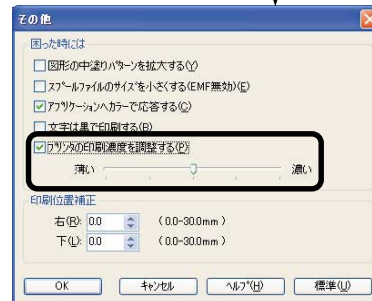 その他
困った時には
図形の中塗りパターンを拡大する(Y)
スプールファイルのサイズを小さくする(EMF無効)(E)
アプリケーションへカラーで応答する(C)
文字は黒で印刷する(B)
プリンタの印刷濃度を調整する(P)
薄い 濃い
印刷位置補正
右(R): 0.0 (0.0-30.0mm)
下(L): 0.0 (0.0-30.0mm)
OK キャンセル ヘルプ(H) 標準(U)